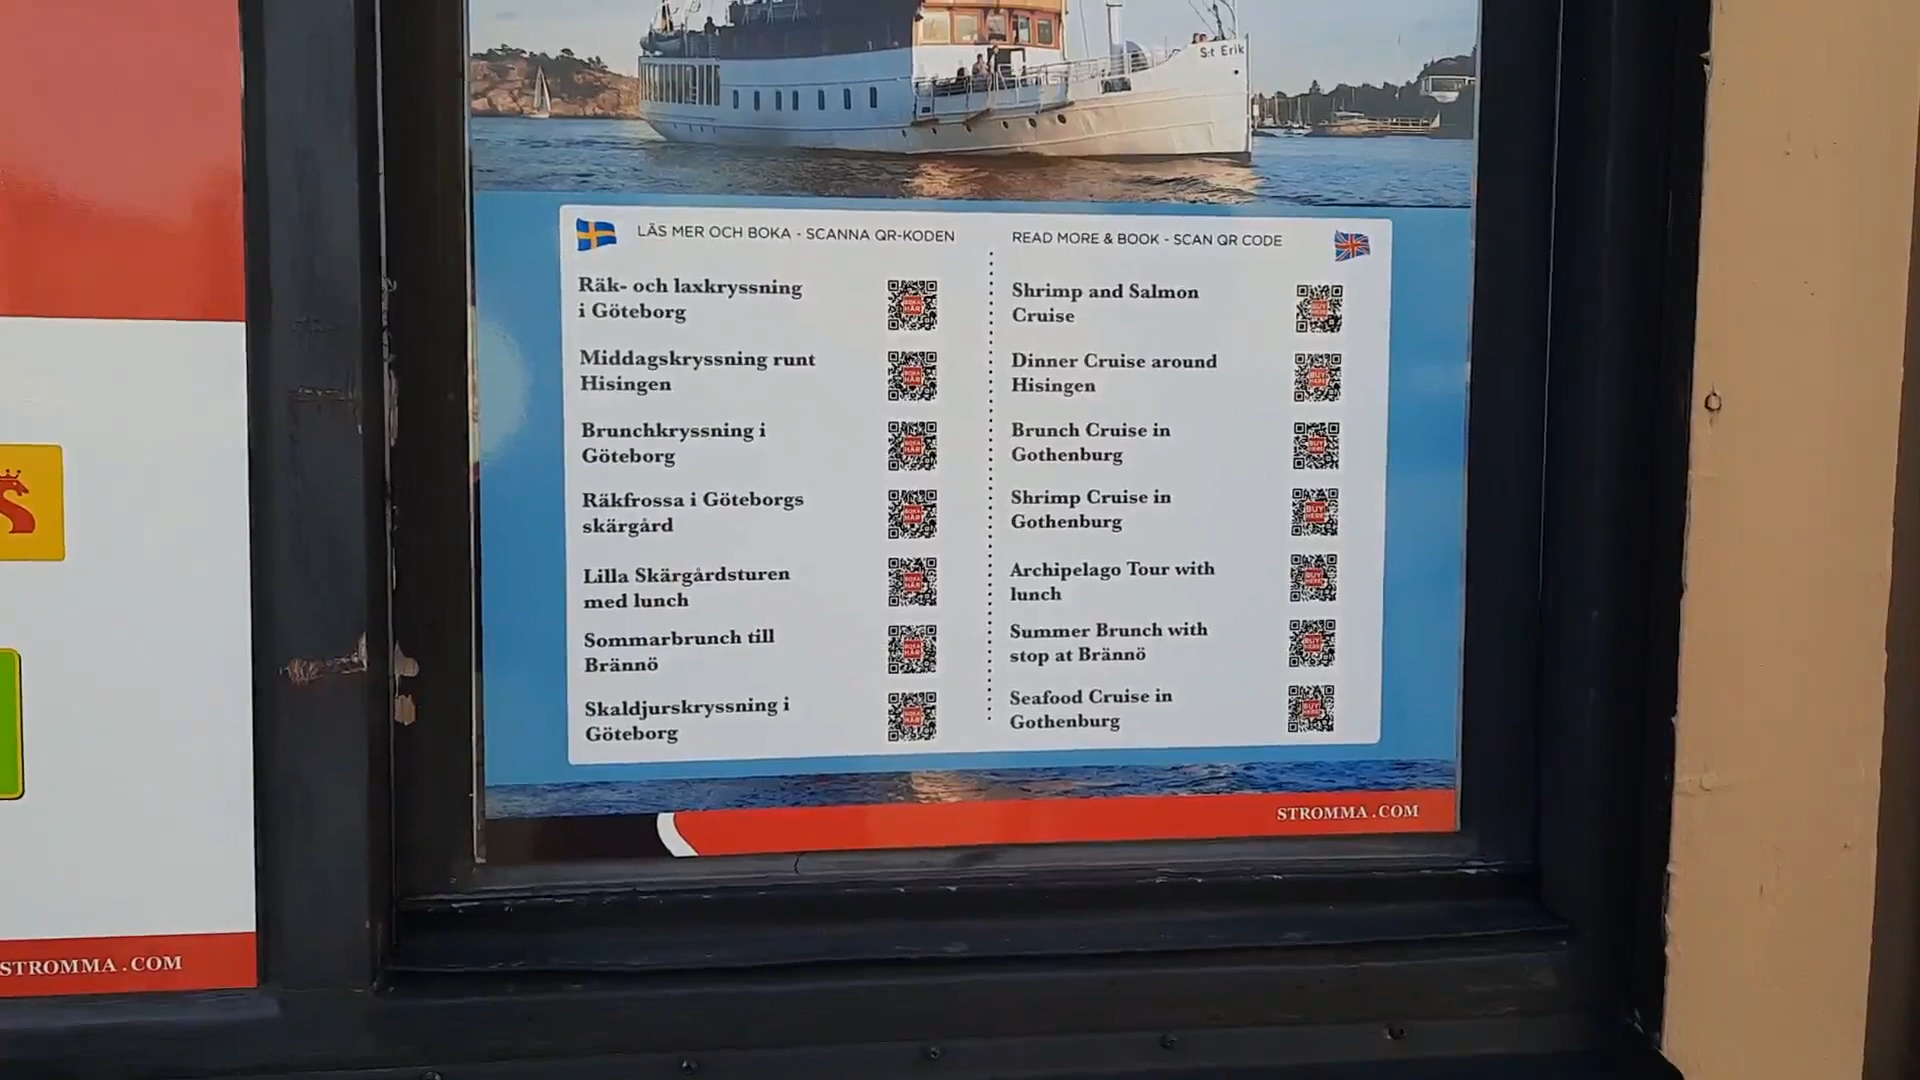 S:t Erik
LÄS MER OCH BOKA - SCANNA QR-KODEN
Räk- och laxkryssning
i Göteborg
Middagskryssning runt
Hisingen
Brunchkryssning i
Göteborg
Räkfrossa i Göteborgs
skärgård
Lilla Skärgårdsturen
med lunch
Sommarbrunch till
Brännö
Skaldjurskryssning i
Göteborg
READ MORE & BOOK - SCAN QR CODE
Shrimp and Salmon
Cruise
Dinner Cruise around
Hisingen
Brunch Cruise in
Gothenburg
Shrimp Cruise in
Gothenburg
Archipelago Tour with
lunch
Summer Brunch with
stop at Brännö
Seafood Cruise in
Gothenburg
STROMMA.COM
STROMMA.COM